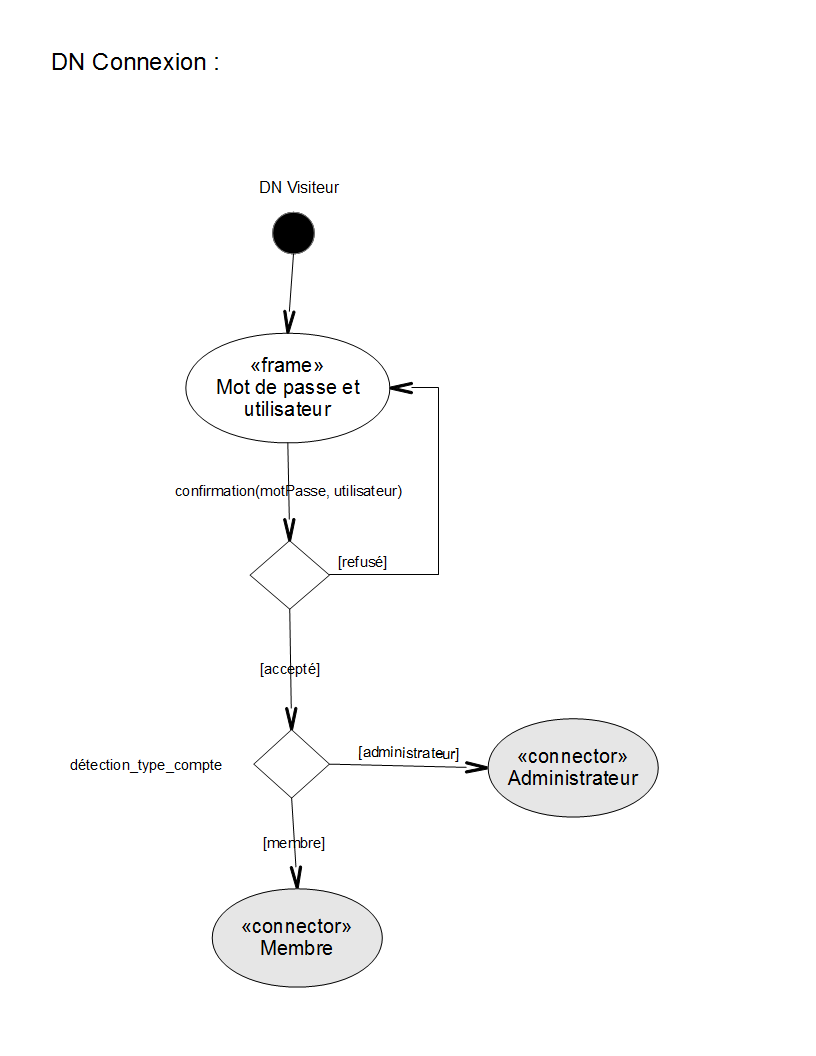 DN Connexion :
DN Visiteur
«frame»
Mot de passe et
utilisateur
confirmation(motPasse, utilisateur)
[refusé]
[accepté]
détection_type_compte
[administrateur]
«connector»
Administrateur
[membre]
«connector»
Membre